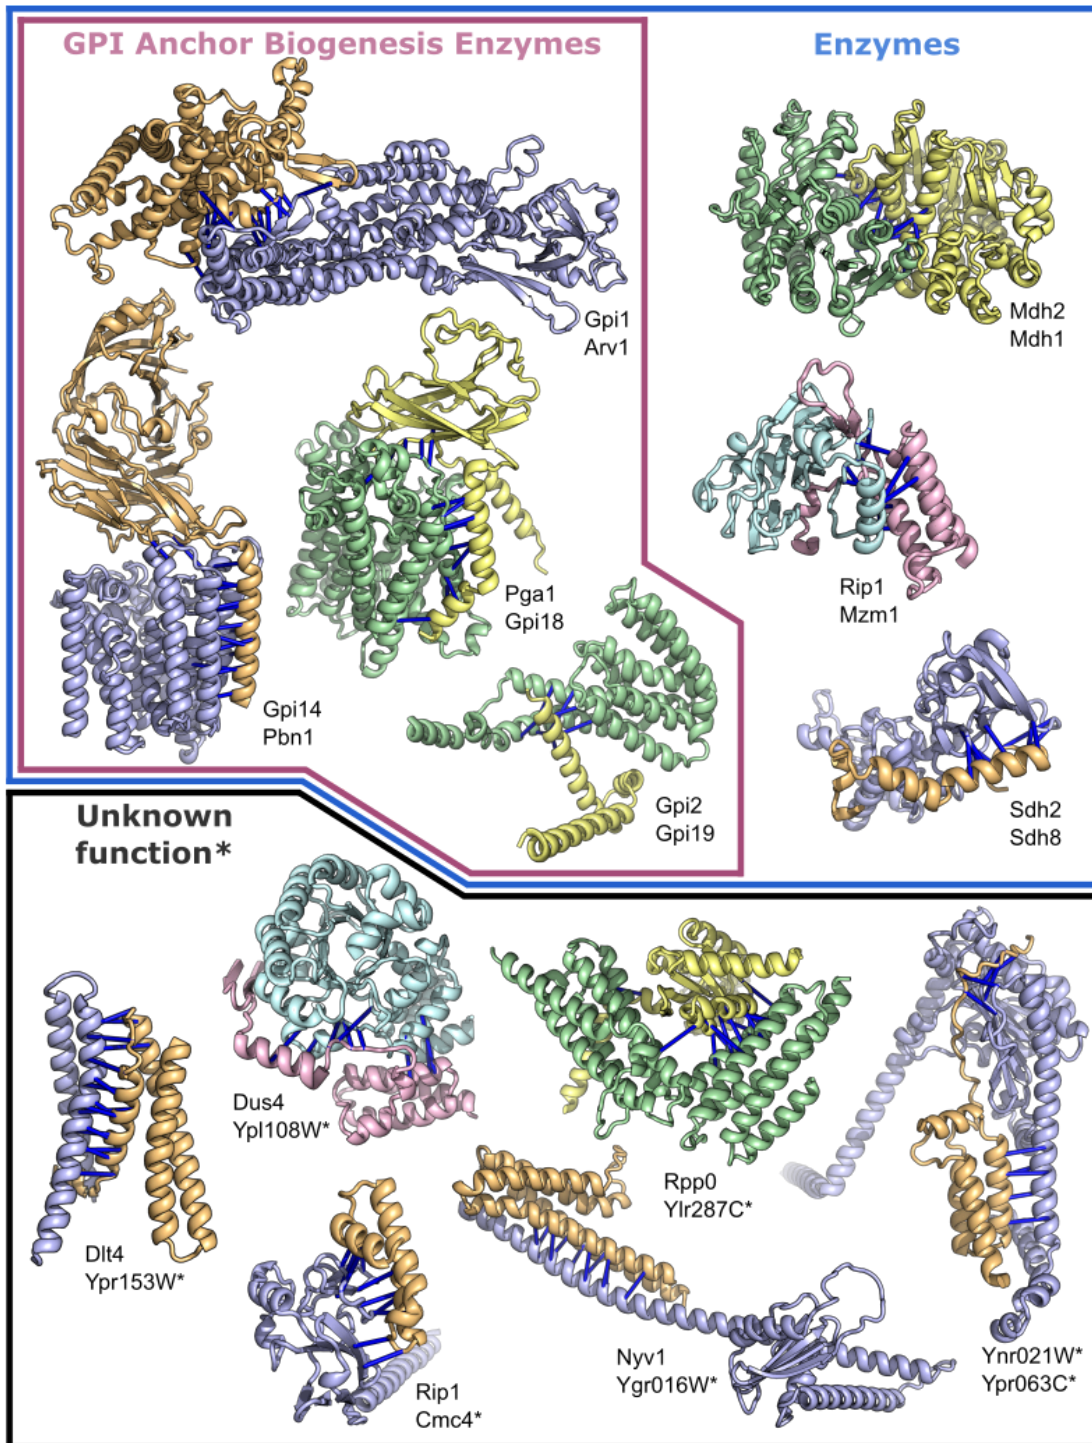 GPI Anchor Biogenesis Enzymes
Enzymes
Gpi1
Arv1
Mdh2
Mdh1
Pga1
Gpi18
Rip1
Mzm1
Gpi14
Pbn1
Gpi2
Gpi19
Sdh2
Sdh8
Unknown
function*
Dus4
Ypl108W*
Rpp0
Ylr287C*
Dlt4
Ypr153W*
Nyv1
Ygr016W*
Ynr021W*
Ypr063C*
Rip1
Cmc4*